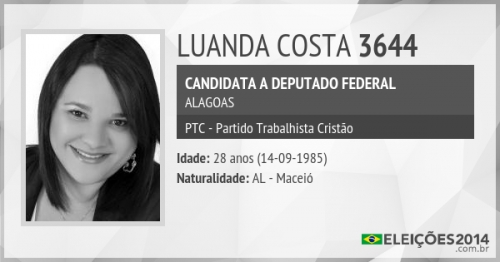 LUANDA COSTA 3644
CANDIDATA A DEPUTADO FEDERAL
ALAGOAS
PTC - Partido Trabalhista Cristão
Idade: 28 anos (14-09-1985)
Naturalidade: AL - Maceió
ELEIÇÕES2014
.com.br